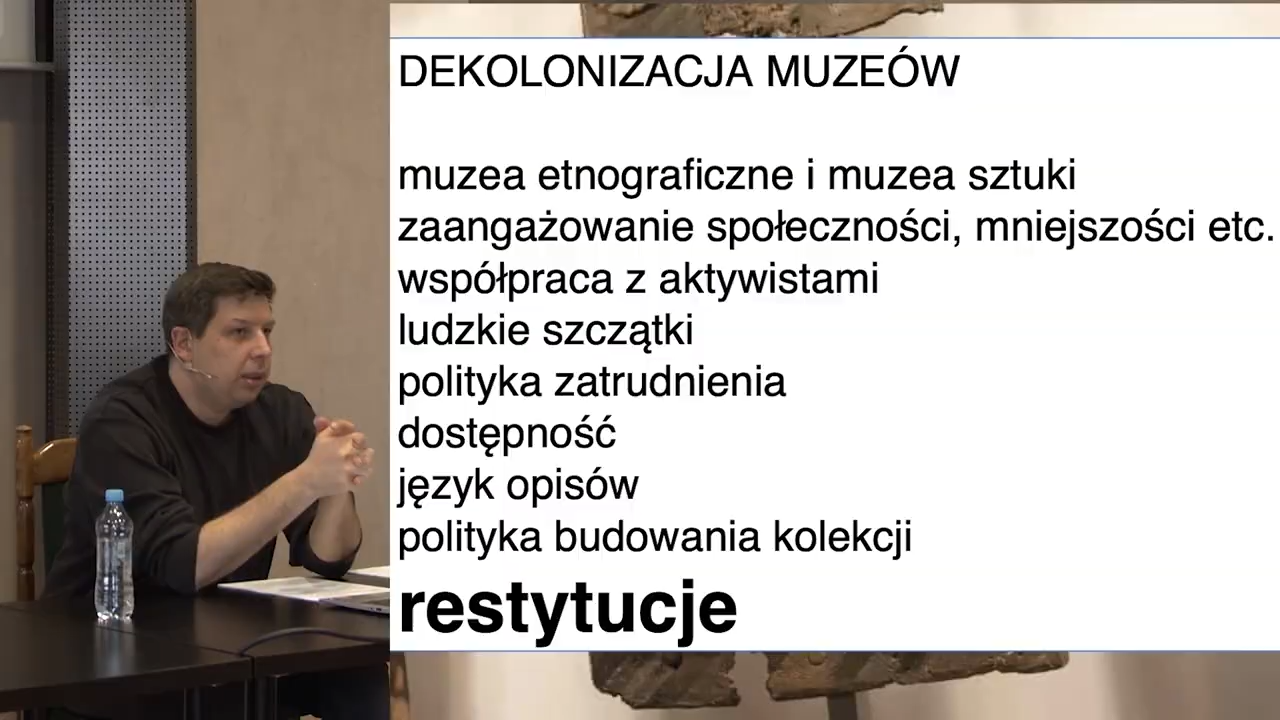 DEKOLONIZACJA MUZEÓW
muzea etnograficzne i muzea sztuki
zaangażowanie społeczności, mniejszości etc.
współpraca z aktywistami
ludzkie szczątki
polityka zatrudnienia
dostępność
język opisów
polityka budowania kolekcji
restytucje